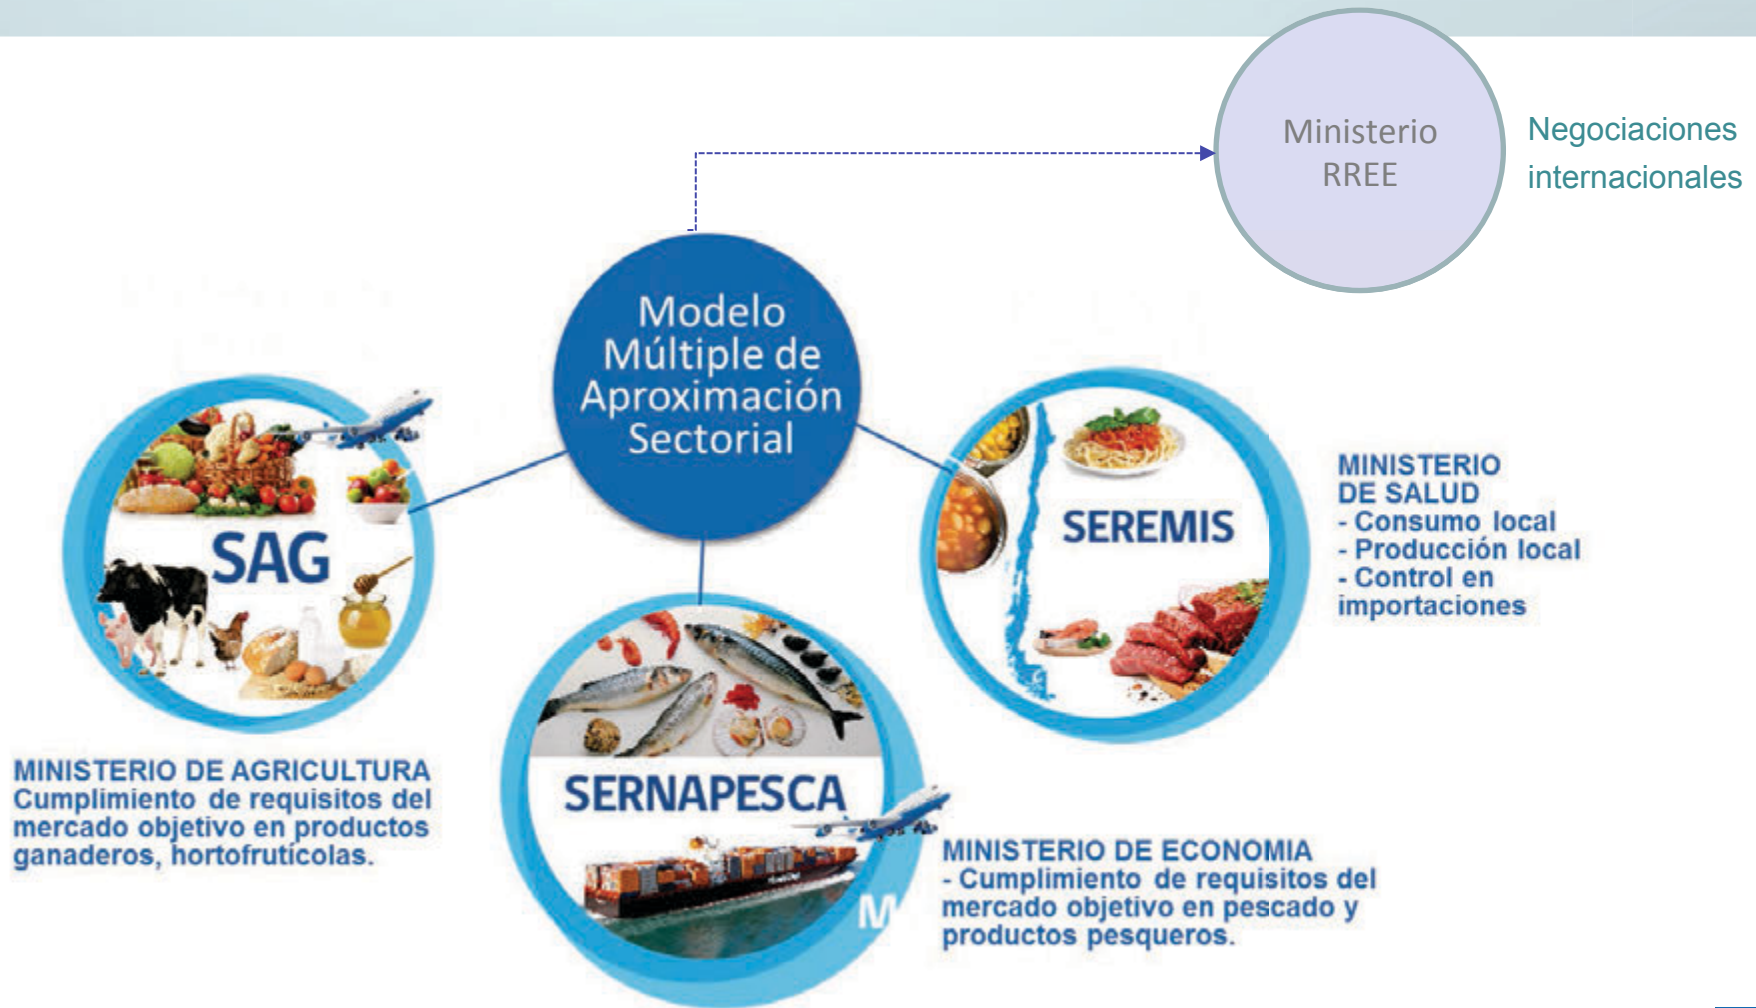 Ministerio
RREE
Negociaciones
internacionales
Modelo
Múltiple de
Aproximación
Sectorial
SAG
MINISTERIO DE AGRICULTURA
Cumplimiento de requisitos del
mercado objetivo en productos
ganaderos, hortofrutícolas.
SERNAPESCA
MINISTERIO DE ECONOMIA
- Cumplimiento de requisitos del
mercado objetivo en pescado y
productos pesqueros.
SEREMIS
MINISTERIO
DE SALUD
- Consumo local
- Producción local
- Control en
importaciones